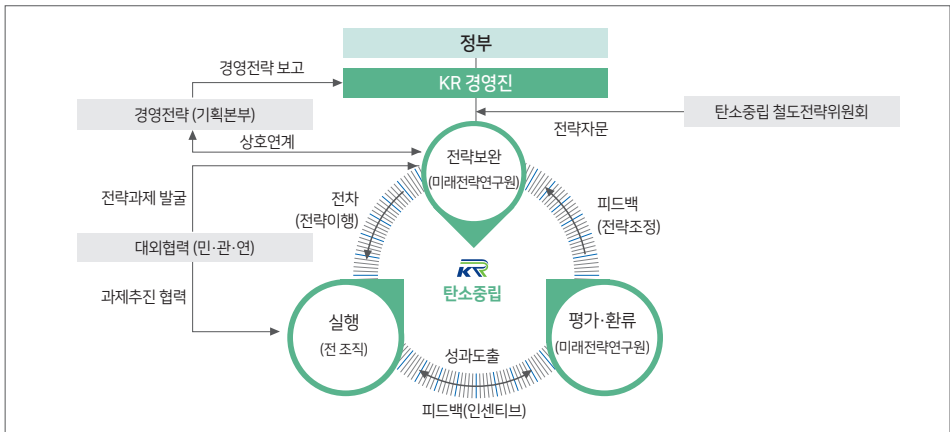 정부
경영전략 보고
KR 경영진
경영전략 (기획본부)
탄소중립 철도전략위원회
전략자문
상호연계
전략보완
(미래전략연구원)
전략과제 발굴
전차
(전략이행)
피드백
(전략조정)
대외협력 (민·관·연)
KR
탄소중립
과제추진 협력
실행
(전 조직)
평가·환류
(미래전략연구원)
성과도출
피드백(인센티브)